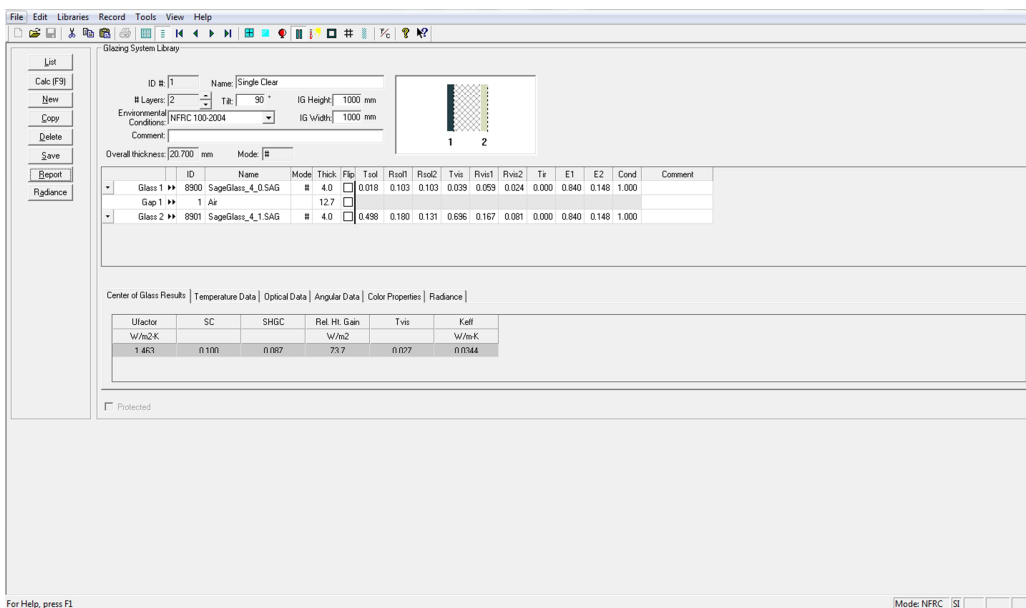 File Edit Libraries Record Tools View Help
Glazing System Library
List
Calc (F9)
New
Copy
Delete
Save
Report
Radiance
ID #: 1 Name: Single Clear
# Layers: 2 Tilt: 90 ° IG Height: 1000 mm
Environmental Conditions: NFRC 100-2004 IG Width: 1000 mm
Comment:
Overall thickness: 20.700 mm Mode: #
1 2
ID Name Mode Thick Flip Tsol Rsol1 Rsol2 Tvis Rvis1 Rvis2 Tir E1 E2 Cond Comment
Glass 1 8900 SageGlass_4_0.SAG # 4.0 0.018 0.103 0.103 0.039 0.059 0.024 0.000 0.840 0.148 1.000
Gap 1 1 Air 12.7
Glass 2 8901 SageGlass_4_1.SAG # 4.0 0.498 0.180 0.131 0.696 0.167 0.081 0.000 0.840 0.148 1.000
Center of Glass Results Temperature Data Optical Data Angular Data Color Properties Radiance
Ufactor SC SHGC Rel. Ht. Gain Tvis Keff
W/m2-K W/m2 W/m-K
1.463 0.100 0.087 73.7 0.027 0.0344
Protected
For Help, press F1
Mode: NFRC SI